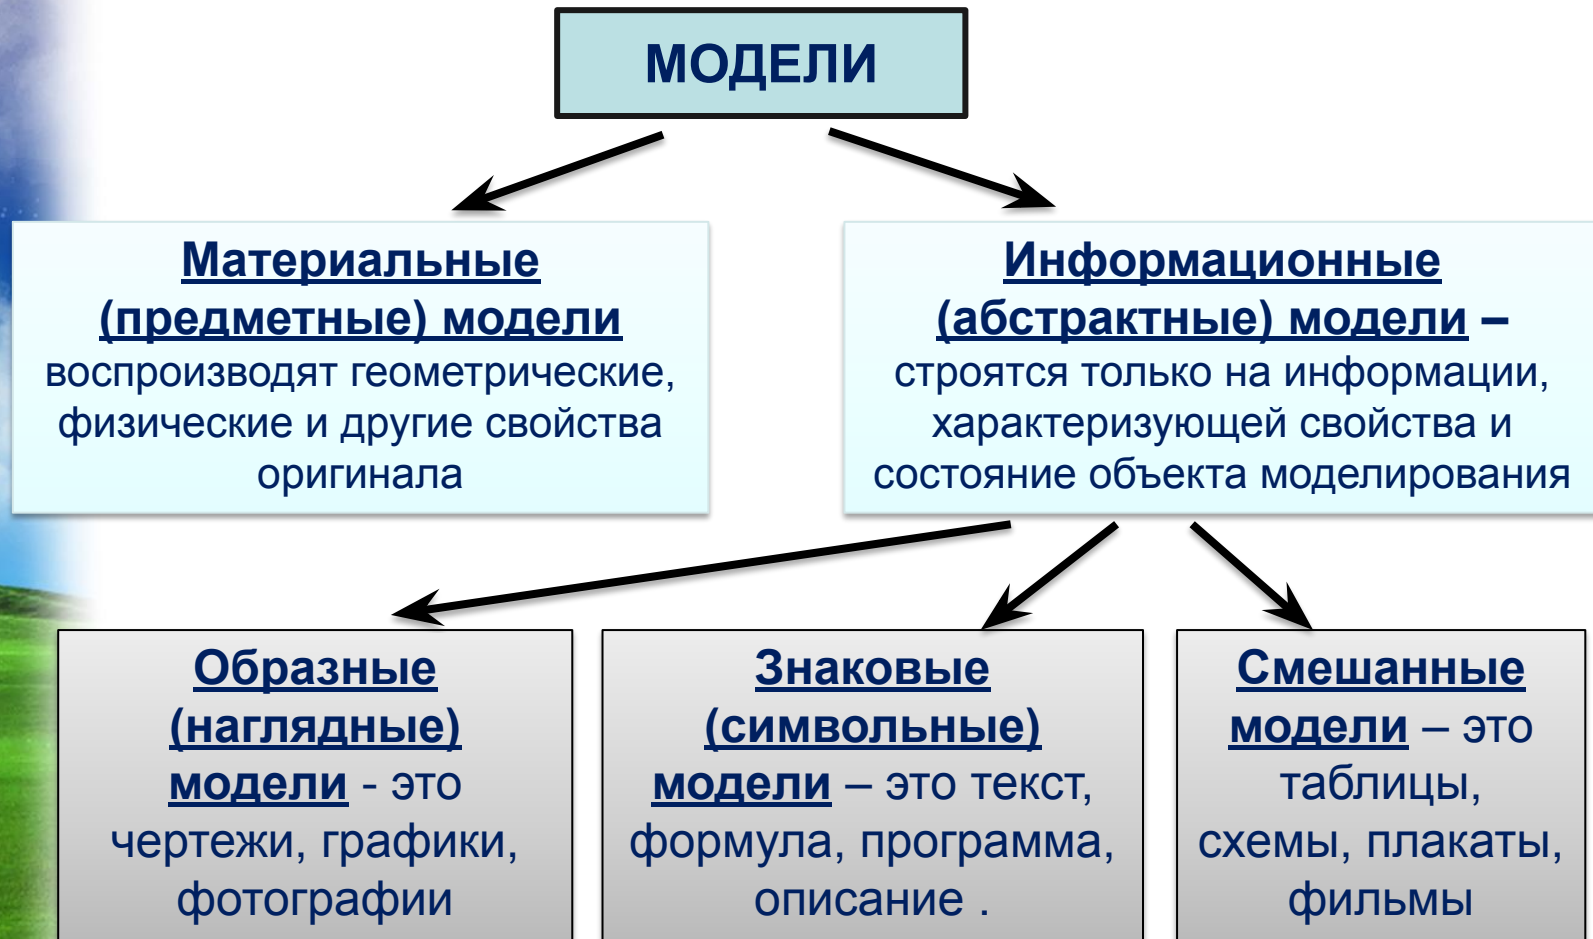 МОДЕЛИ
Материальные
(предметные) модели
воспроизводят геометрические,
физические и другие свойства
оригинала
Информационные
(абстрактные) модели –
строятся только на информации,
характеризующей свойства и
состояние объекта моделирования
Образные
(наглядные)
модели - это
чертежи, графики,
фотографии
Знаковые
(символьные)
модели – это текст,
формула, программа,
описание .
Смешанные
модели – это
таблицы,
схемы, плакаты,
фильмы